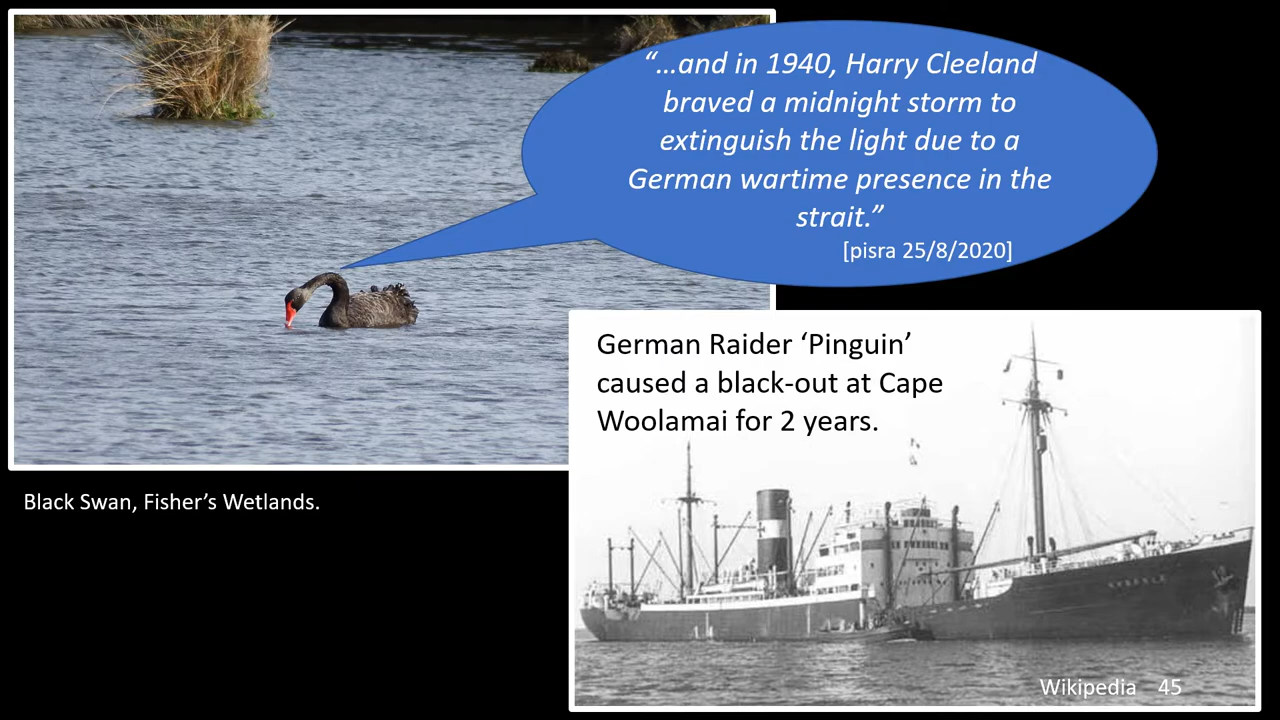 “...and in 1940, Harry Cleeland
braved a midnight storm to
extinguish the light due to a
German wartime presence in the
strait.”
[pisra 25/8/2020]
German Raider ‘Pinguin’
caused a black-out at Cape
Woolamai for 2 years.
Black Swan, Fisher’s Wetlands.
Wikipedia 45